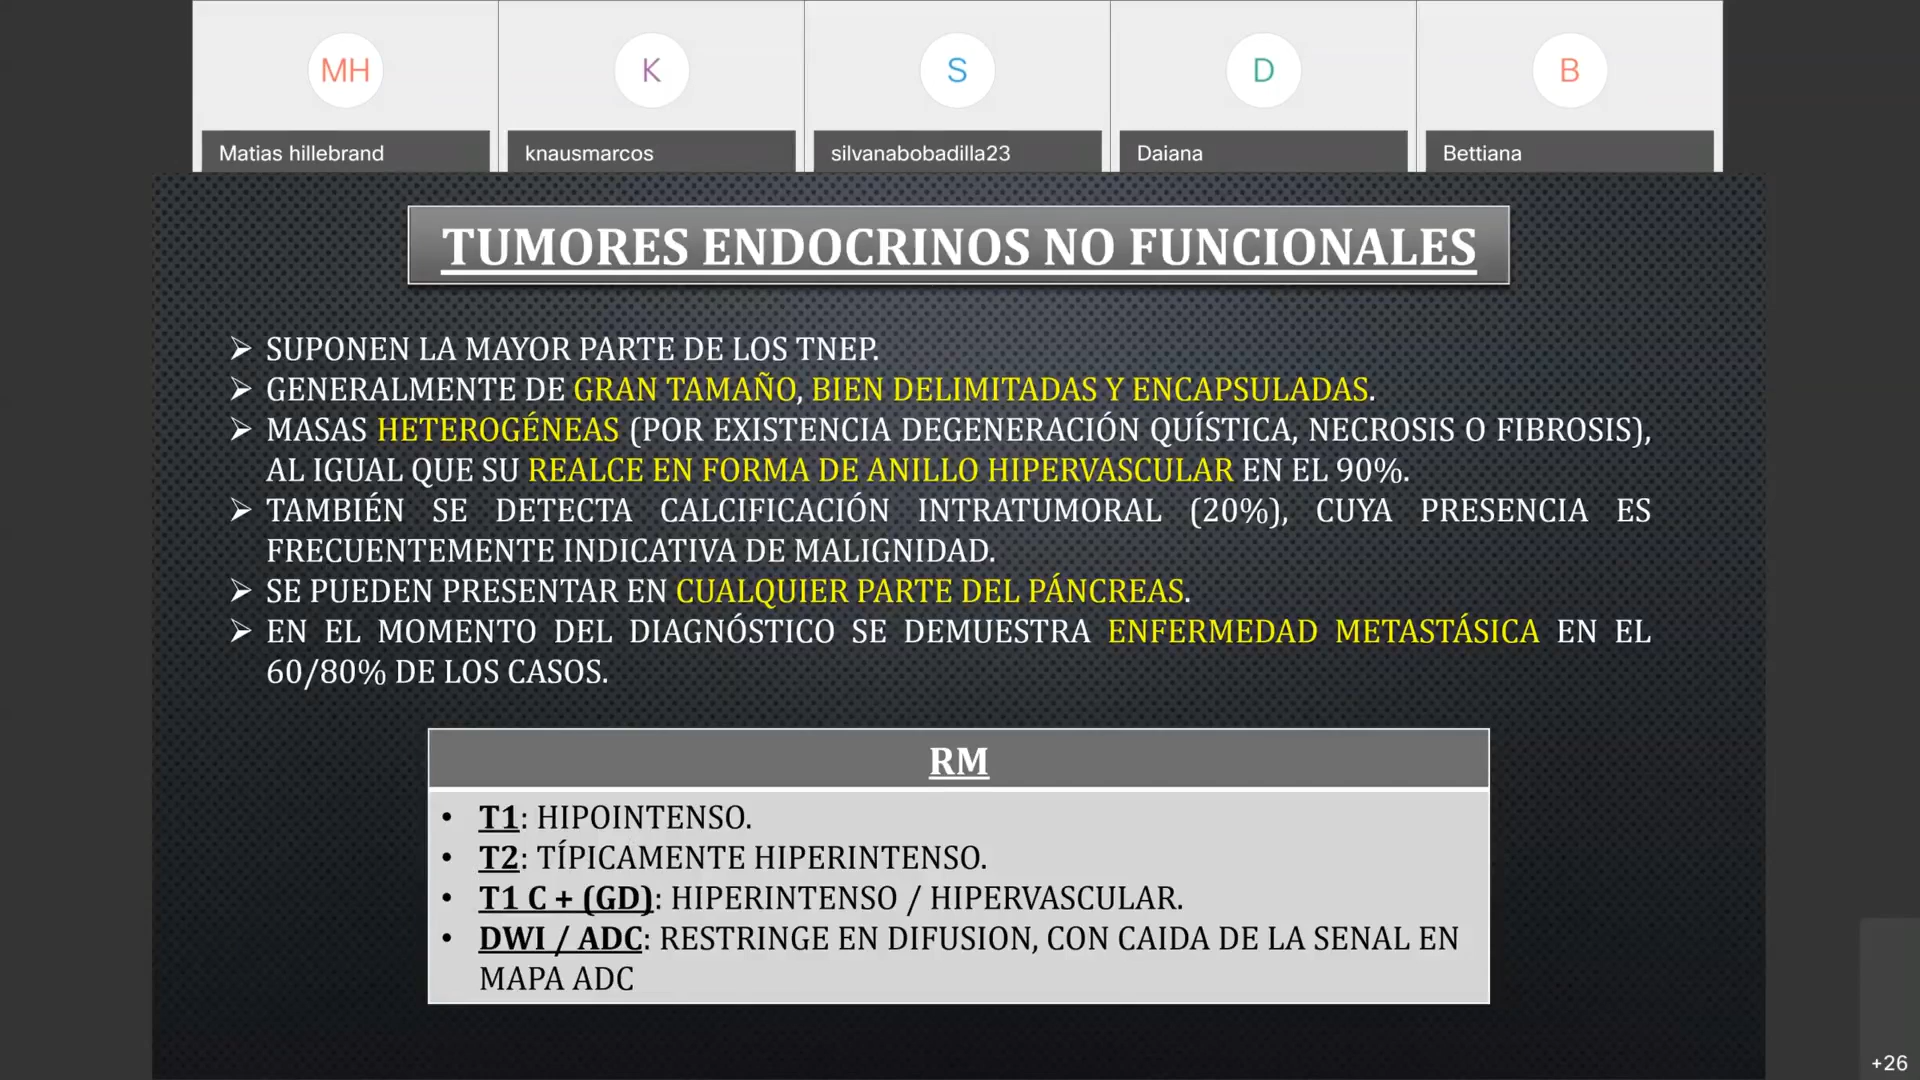 MH
K
S
D
B
Matias hillebrand
knausmarcos
silvanabobadilla23
Daiana
Bettiana
TUMORES ENDOCRINOS NO FUNCIONALES
➢ SUPONEN LA MAYOR PARTE DE LOS TNEP.
➢ GENERALMENTE DE GRAN TAMAÑO, BIEN DELIMITADAS Y ENCAPSULADAS.
➢ MASAS HETEROGÉNEAS (POR EXISTENCIA DEGENERACIÓN QUÍSTICA, NECROSIS O FIBROSIS),
AL IGUAL QUE SU REALCE EN FORMA DE ANILLO HIPERVASCULAR EN EL 90%.
➢ TAMBIÉN SE DETECTA CALCIFICACIÓN INTRATUMORAL (20%), CUYA PRESENCIA ES
FRECUENTEMENTE INDICATIVA DE MALIGNIDAD.
➢ SE PUEDEN PRESENTAR EN CUALQUIER PARTE DEL PÁNCREAS.
➢ EN EL MOMENTO DEL DIAGNÓSTICO SE DEMUESTRA ENFERMEDAD METASTÁSICA EN EL
60/80% DE LOS CASOS.
RM
• T1: HIPOINTENSO.
• T2: TÍPICAMENTE HIPERINTENSO.
• T1 C + (GD): HIPERINTENSO / HIPERVASCULAR.
• DWI / ADC: RESTRINGE EN DIFUSION, CON CAIDA DE LA SENAL EN
MAPA ADC
+26